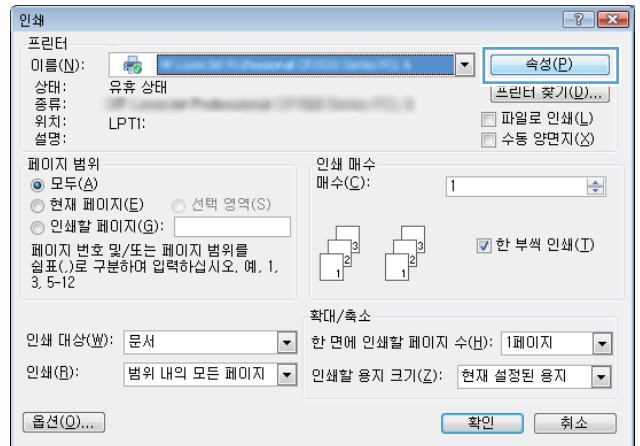 인쇄
프린터
이름(N):
속성(P)
상태: 유휴 상태
프린터 찾기(D)...
종류:
위치: LPT1:
파일로 인쇄(L)
설명:
수동 양면지(X)
페이지 범위
모두(A)
현재 페이지(E) 선택 영역(S)
인쇄할 페이지(G):
페이지 번호 및/또는 페이지 범위를
쉼표(,)로 구분하여 입력하십시오. 예, 1,
3, 5-12
인쇄 매수
매수(C): 1
3 3
2 2
1 1
한 부씩 인쇄(T)
인쇄 대상(W): 문서
인쇄(R): 범위 내의 모든 페이지
확대/축소
한 면에 인쇄할 페이지 수(H): 1페이지
인쇄할 용지 크기(Z): 현재 설정된 용지
옵션(O)...
확인 취소